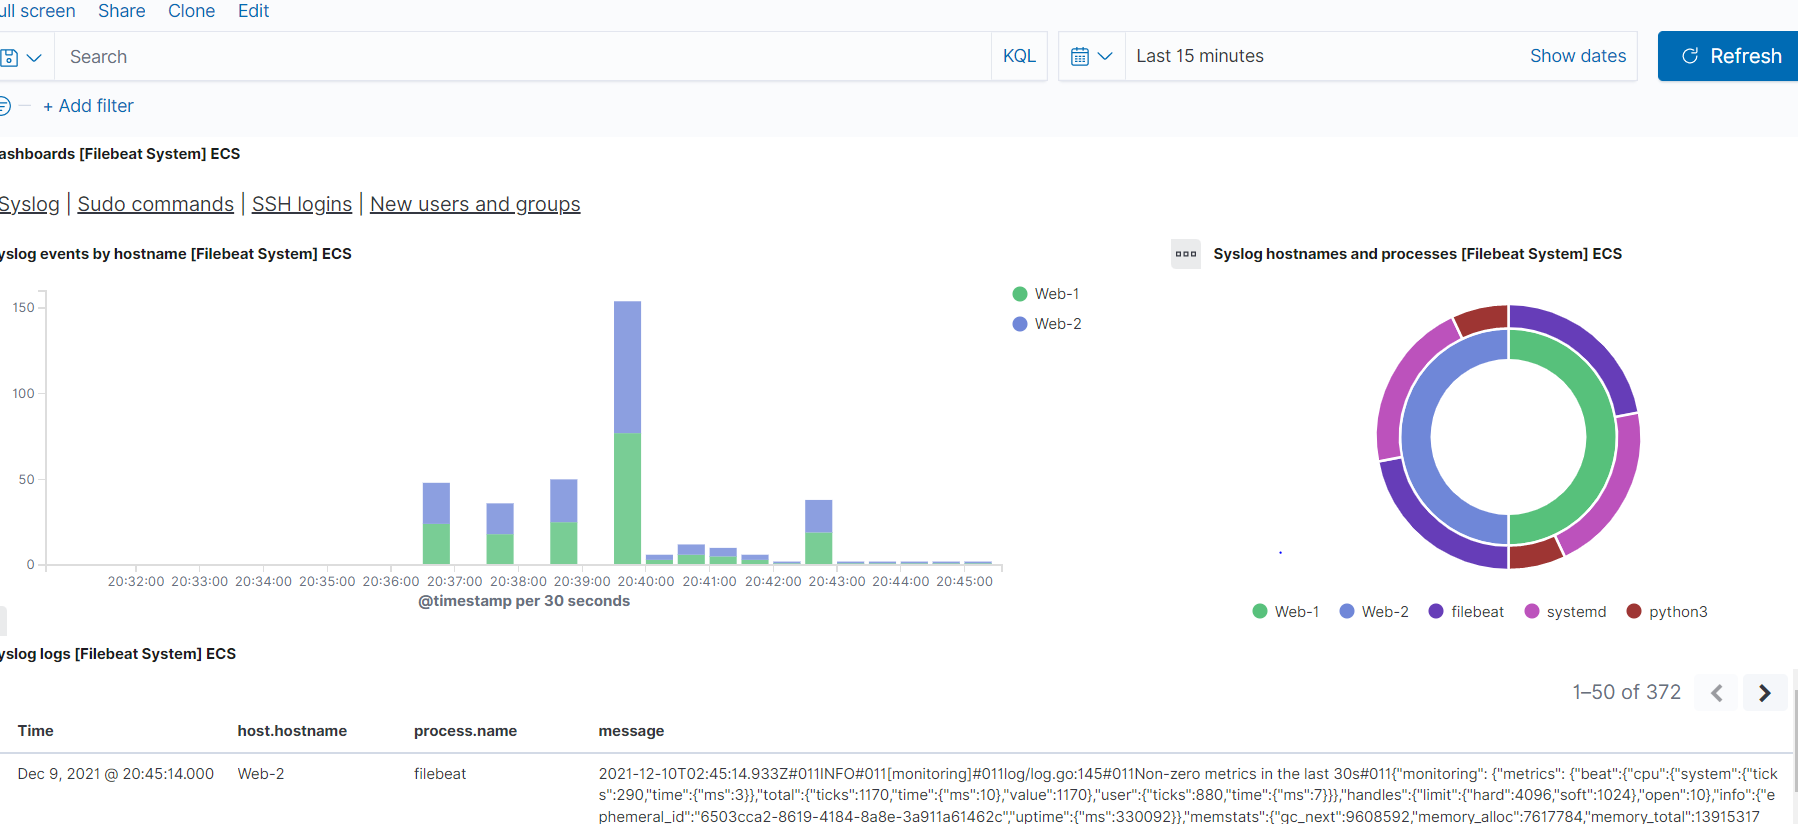 ull screen Share Clone Edit
Search KQL Last 15 minutes Show dates Refresh
+ Add filter
ashboards [Filebeat System] ECS
Syslog | Sudo commands | SSH logins | New users and groups
yslog events by hostname [Filebeat System] ECS
150
100
50
0
20:32:00 20:33:00 20:34:00 20:35:00 20:36:00 20:37:00 20:38:00 20:39:00 20:40:00 20:41:00 20:42:00 20:43:00 20:44:00 20:45:00
@timestamp per 30 seconds
Web-1
Web-2
Syslog hostnames and processes [Filebeat System] ECS
Web-1 Web-2 filebeat systemd python3
yslog logs [Filebeat System] ECS
1–50 of 372
Time host.hostname process.name message
Dec 9, 2021 @ 20:45:14.000 Web-2 filebeat 2021-12-10T02:45:14.933Z#011INFO#011[monitoring]#011log/log.go:145#011Non-zero metrics in the last 30s#011{"monitoring": {"metrics": {"beat":{"cpu":{"system":{"tick
s":290,"time":{"ms":3}},"total":{"ticks":1170,"time":{"ms":10},"value":1170},"user":{"ticks":880,"time":{"ms":7}}},"handles":{"limit":{"hard":4096,"soft":1024},"open":10},"info":{"e
phemeral_id":"6503cca2-8619-4184-8a8e-3a911a61462c","uptime":{"ms":330092}},"memstats":{"gc_next":9608592,"memory_alloc":7617784,"memory_total":13915317